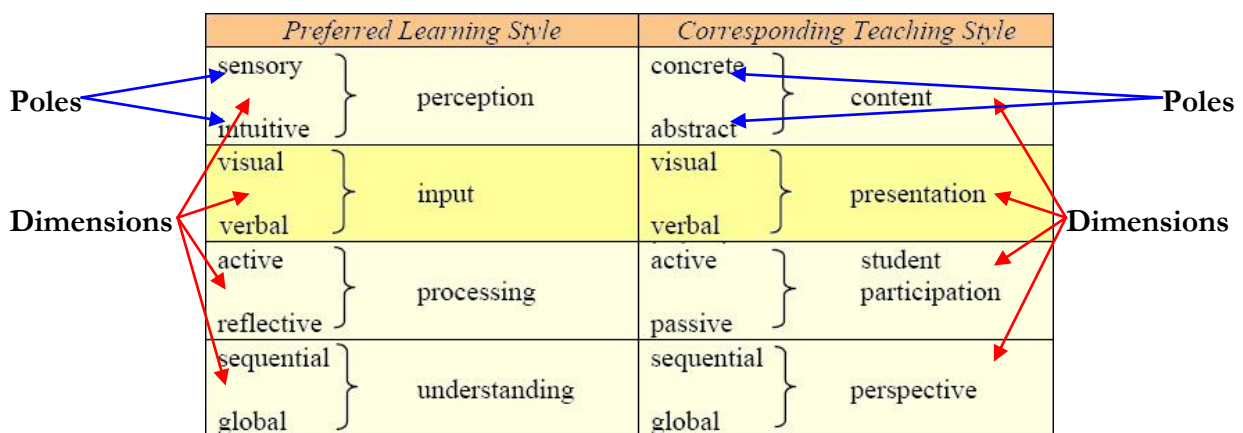 Preferred Learning Style Corresponding Teaching Style
sensory concrete
perception content
Poles Poles
intuitive abstract
visual visual
input presentation
Dimensions Dimensions
verbal verbal
active active student
processing participation
reflective passive
sequential sequential
understanding perspective
global global